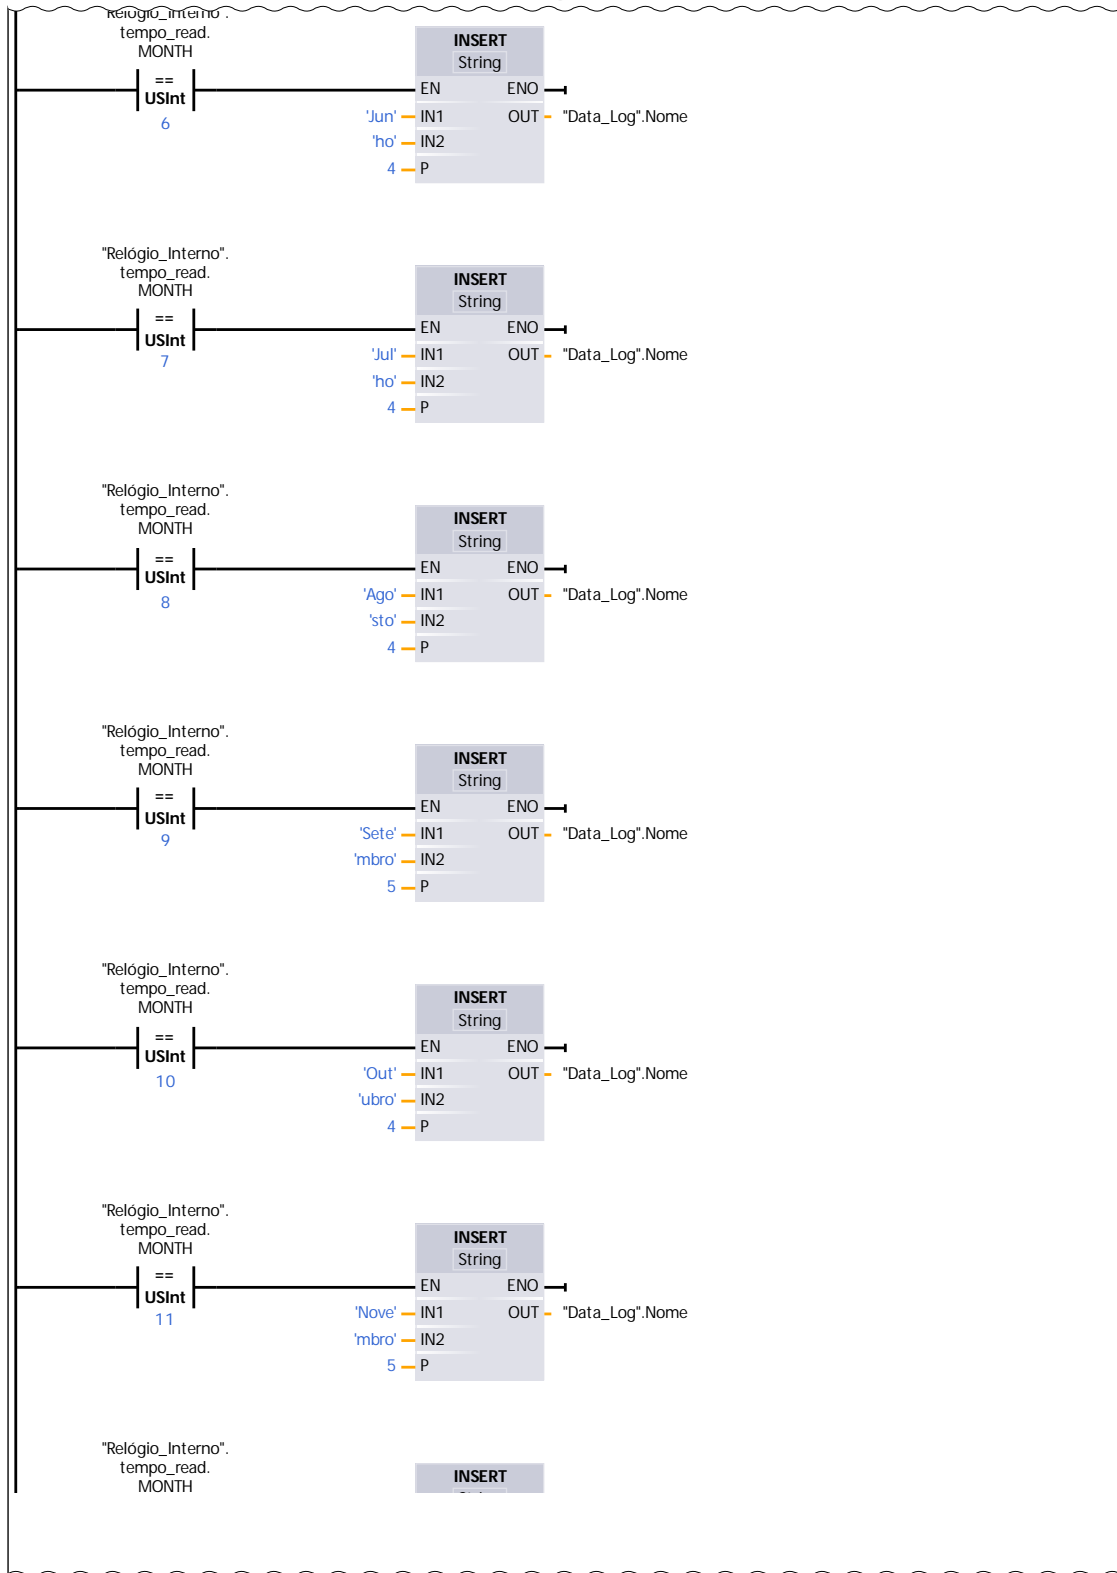 "Relógio_Interno".
tempo_read.
MONTH
==
USInt
6
INSERT
String
EN ENO
'Jun' IN1 OUT "Data_Log".Nome
'ho' IN2
4 P
"Relógio_Interno".
tempo_read.
MONTH
==
USInt
7
INSERT
String
EN ENO
'Jul' IN1 OUT "Data_Log".Nome
'ho' IN2
4 P
"Relógio_Interno".
tempo_read.
MONTH
==
USInt
8
INSERT
String
EN ENO
'Ago' IN1 OUT "Data_Log".Nome
'sto' IN2
4 P
"Relógio_Interno".
tempo_read.
MONTH
==
USInt
9
INSERT
String
EN ENO
'Sete' IN1 OUT "Data_Log".Nome
'mbro' IN2
5 P
"Relógio_Interno".
tempo_read.
MONTH
==
USInt
10
INSERT
String
EN ENO
'Out' IN1 OUT "Data_Log".Nome
'ubro' IN2
4 P
"Relógio_Interno".
tempo_read.
MONTH
==
USInt
11
INSERT
String
EN ENO
'Nove' IN1 OUT "Data_Log".Nome
'mbro' IN2
5 P
"Relógio_Interno".
tempo_read.
MONTH
INSERT